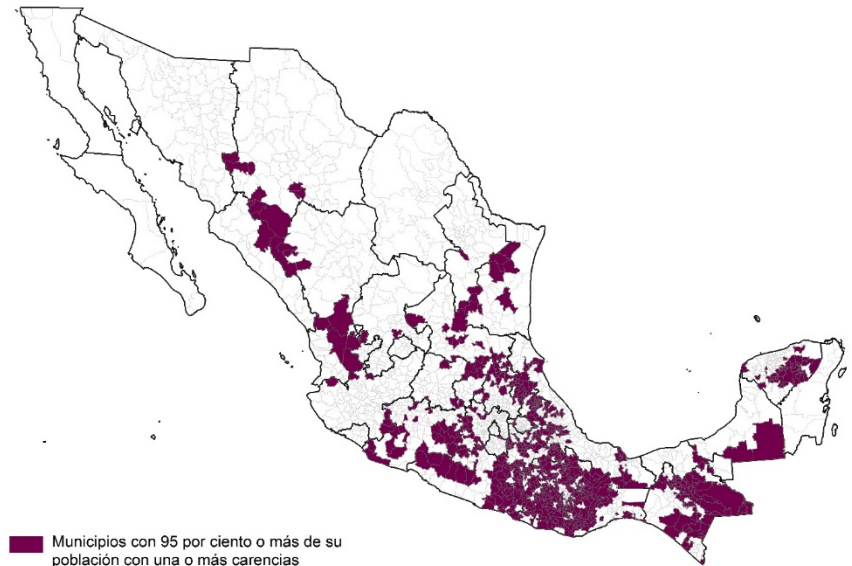 Municipios con 95 por ciento o más de su
población con una o más carencias